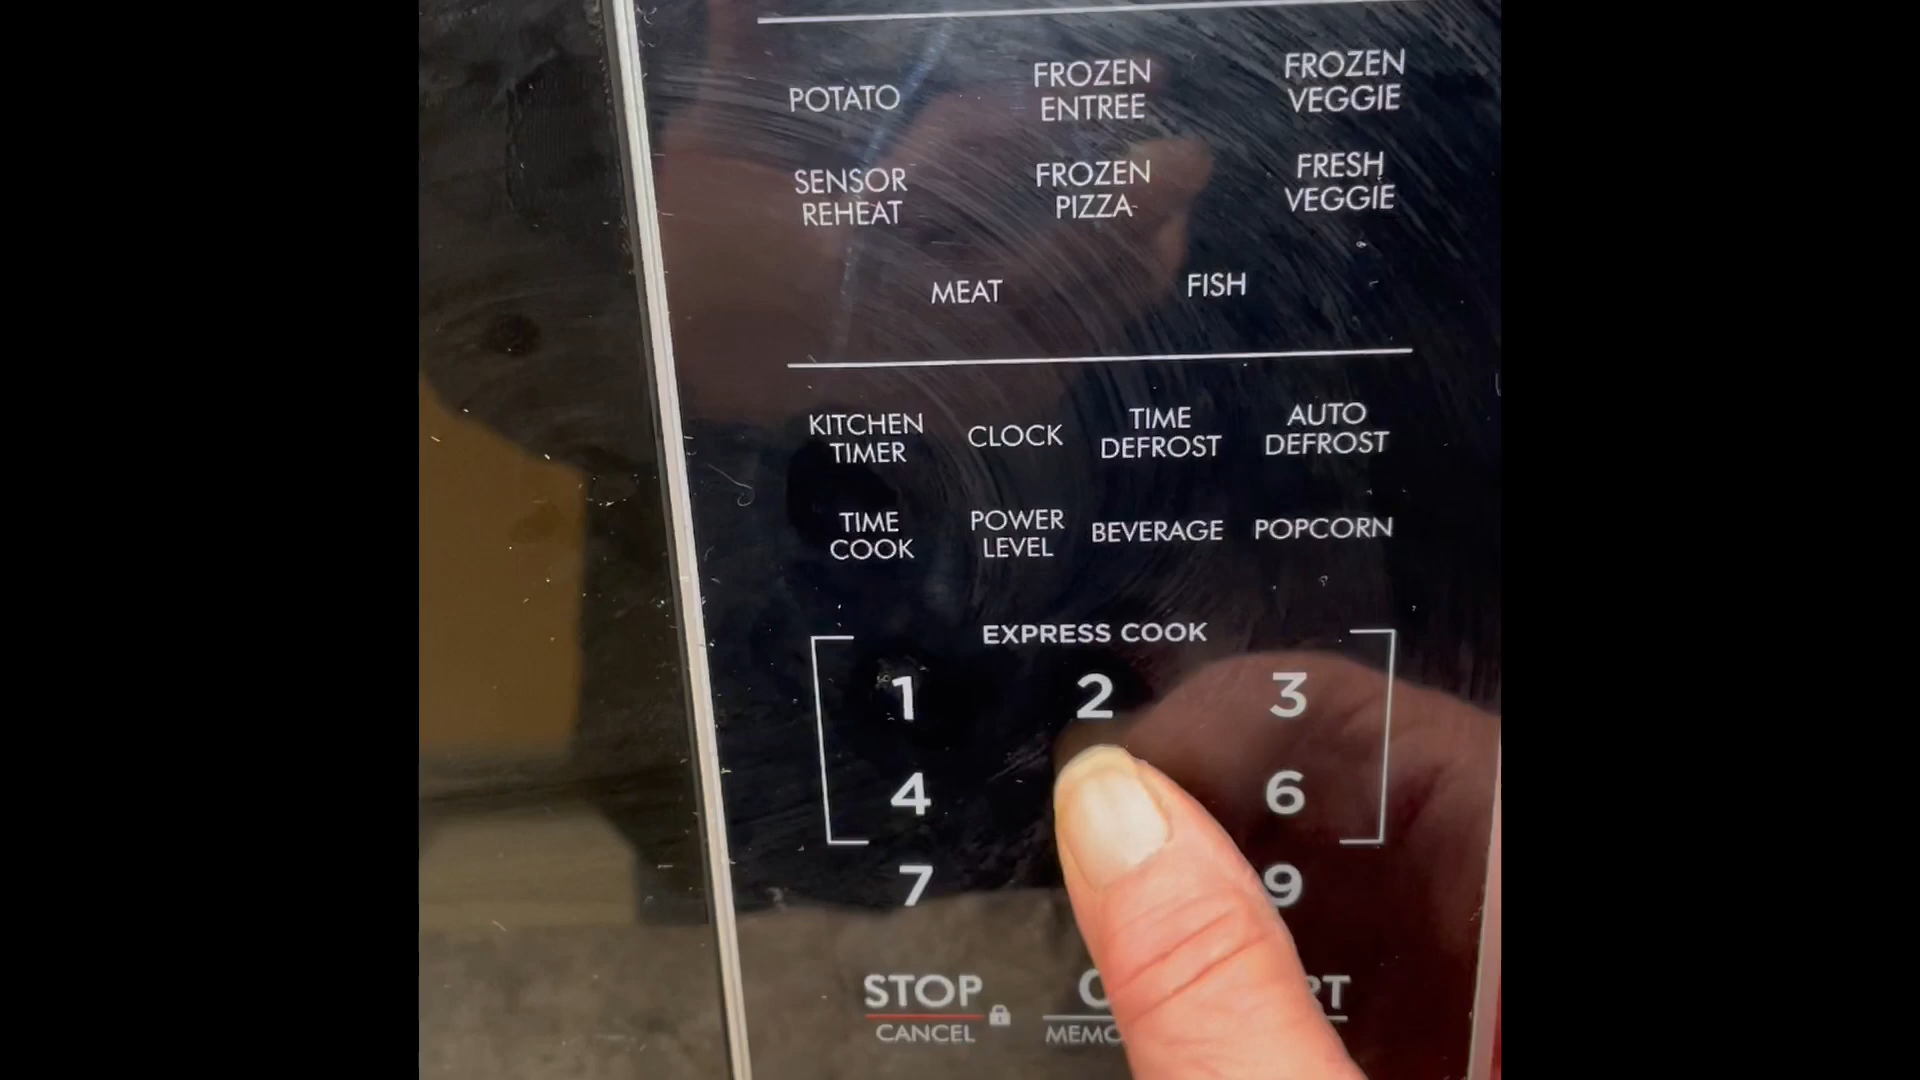 POTATO
FROZEN
ENTREE
FROZEN
VEGGIE
SENSOR
REHEAT
FROZEN
PIZZA
FRESH
VEGGIE
MEAT
FISH
KITCHEN
TIMER
CLOCK
TIME
DEFROST
AUTO
DEFROST
TIME
COOK
POWER
LEVEL
BEVERAGE
POPCORN
EXPRESS COOK
1 2 3
4 6
7 9
STOP
CANCEL